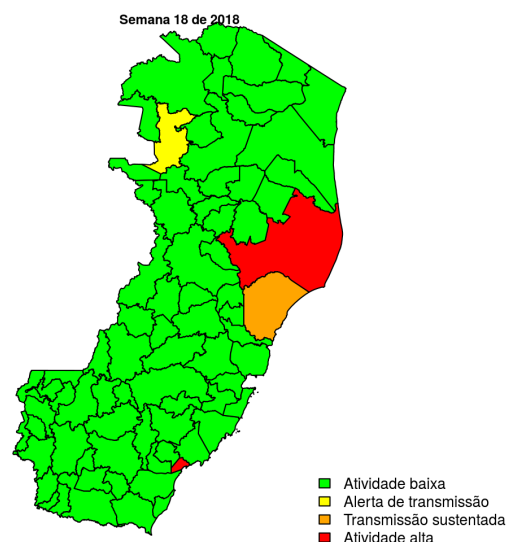 Semana 18 de 2018
Atividade baixa
Alerta de transmissão
Transmissão sustentada
Atividade alta